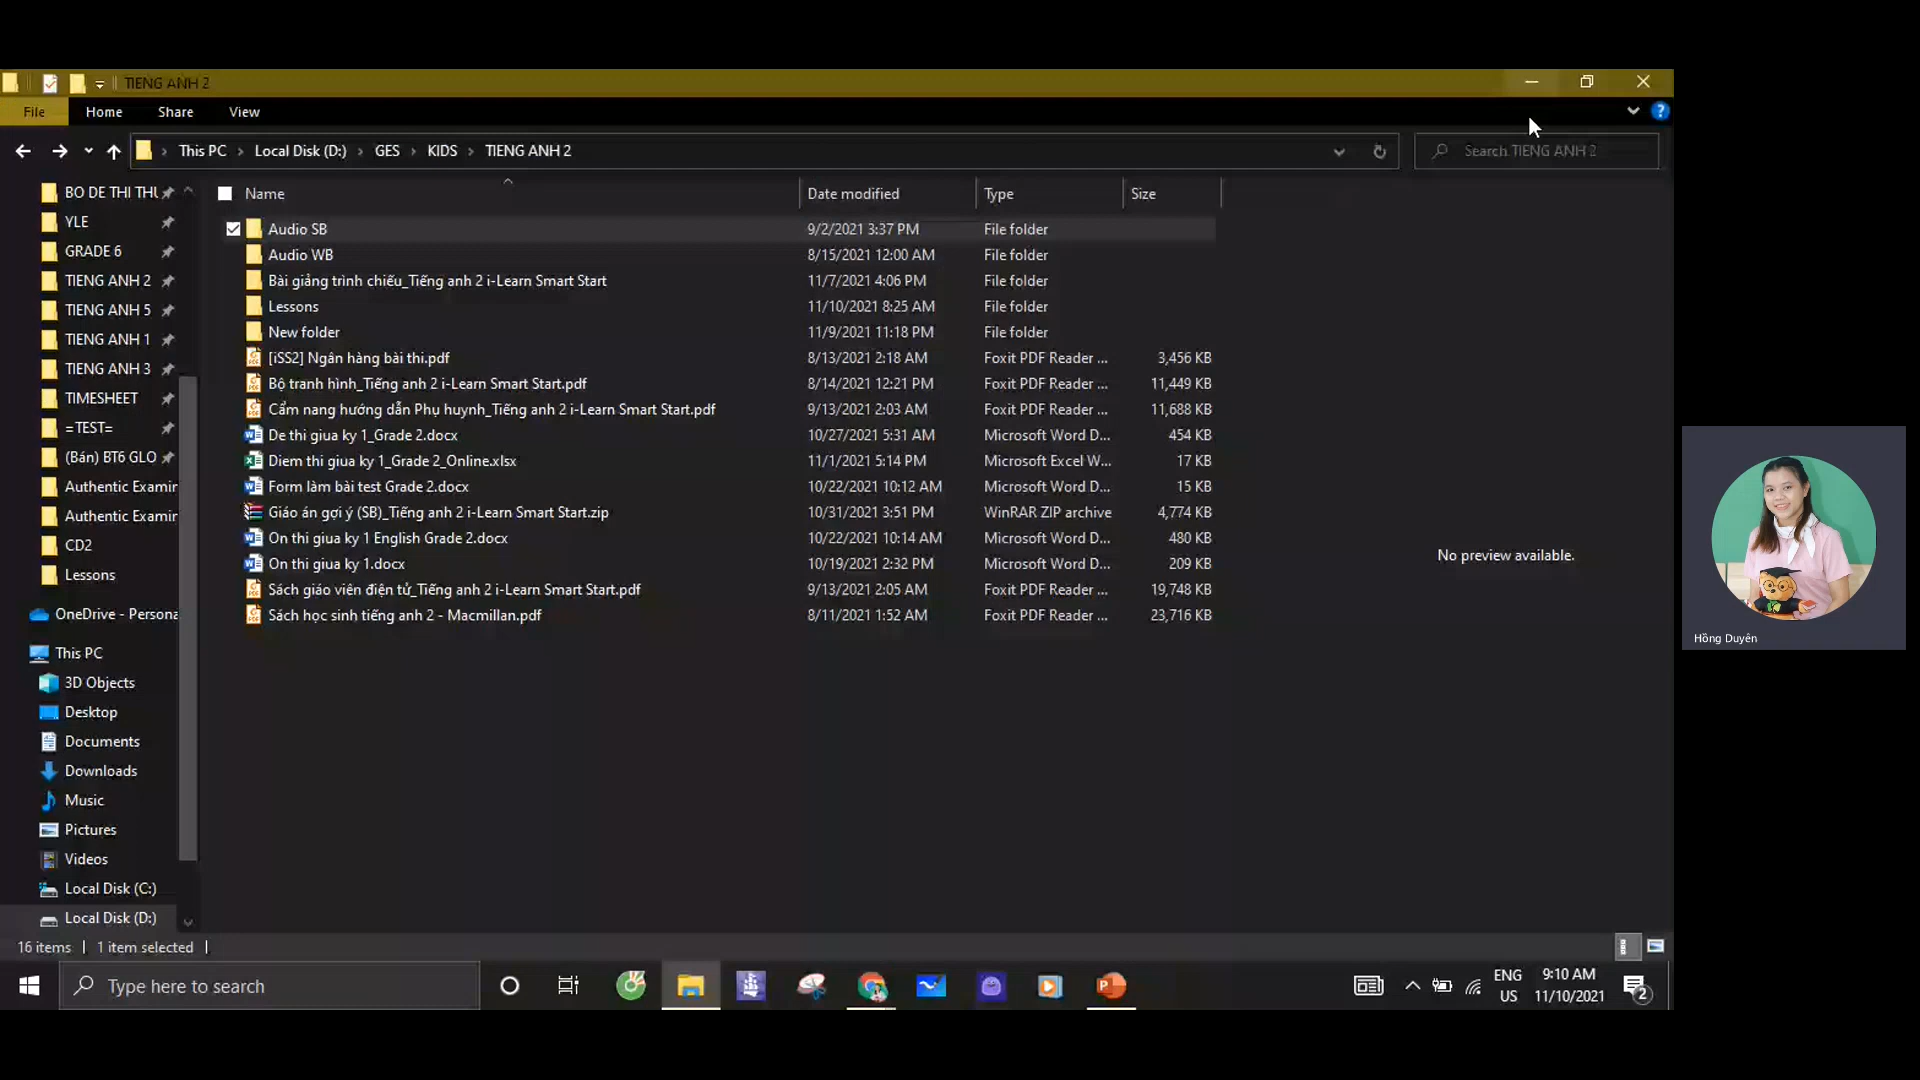 TIENG ANH 2
File Home Share View
This PC › Local Disk (D:) › GES › KIDS › TIENG ANH 2
Search TIENG ANH 2
BO DE THI THU
YLE
GRADE 6
TIENG ANH 2
TIENG ANH 5
TIENG ANH 1
TIENG ANH 3
TIMESHEET
=TEST=
(Bán) BT6 GLO
Authentic Examin
Authentic Examin
CD2
Lessons
OneDrive - Persona
This PC
3D Objects
Desktop
Documents
Downloads
Music
Pictures
Videos
Local Disk (C:)
Local Disk (D:)
Name Date modified Type Size
Audio SB 9/2/2021 3:37 PM File folder
Audio WB 8/15/2021 12:00 AM File folder
Bài giảng trình chiếu_Tiếng anh 2 i-Learn Smart Start 11/7/2021 4:06 PM File folder
Lessons 11/10/2021 8:25 AM File folder
New folder 11/9/2021 11:18 PM File folder
[iSS2] Ngân hàng bài thi.pdf 8/13/2021 2:18 AM Foxit PDF Reader ... 3,456 KB
Bộ tranh hình_Tiếng anh 2 i-Learn Smart Start.pdf 8/14/2021 12:21 PM Foxit PDF Reader ... 11,449 KB
Cẩm nang hướng dẫn Phụ huynh_Tiếng anh 2 i-Learn Smart Start.pdf 9/13/2021 2:03 AM Foxit PDF Reader ... 11,688 KB
De thi giua ky 1_Grade 2.docx 10/27/2021 5:31 AM Microsoft Word D... 454 KB
Diem thi giua ky 1_Grade 2_Online.xlsx 11/1/2021 5:14 PM Microsoft Excel W... 17 KB
Form làm bài test Grade 2.docx 10/22/2021 10:12 AM Microsoft Word D... 15 KB
Giáo án gợi ý (SB)_Tiếng anh 2 i-Learn Smart Start.zip 10/31/2021 3:51 PM WinRAR ZIP archive 4,774 KB
On thi giua ky 1 English Grade 2.docx 10/22/2021 10:14 AM Microsoft Word D... 480 KB
On thi giua ky 1.docx 10/19/2021 2:32 PM Microsoft Word D... 209 KB
Sách giáo viên điện tử_Tiếng anh 2 i-Learn Smart Start.pdf 9/13/2021 2:05 AM Foxit PDF Reader ... 19,748 KB
Sách học sinh tiếng anh 2 - Macmillan.pdf 8/11/2021 1:52 AM Foxit PDF Reader ... 23,716 KB
No preview available.
Hồng Duyên
16 items 1 item selected
Type here to search
ENG
US
9:10 AM
11/10/2021
2